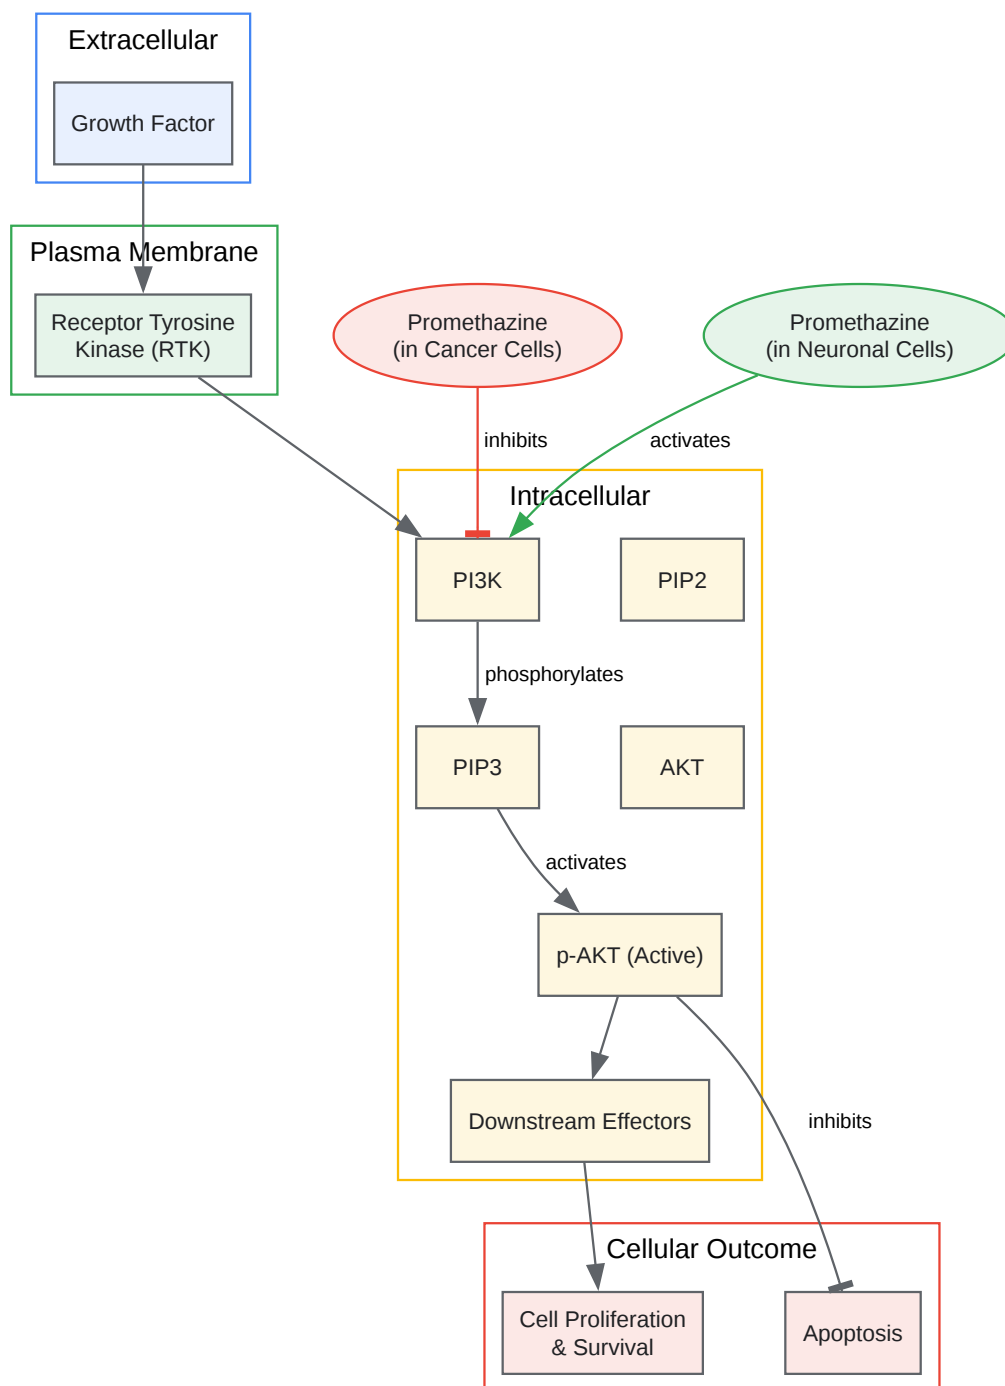 Extracellular
Growth Factor
Plasma Membrane
Receptor Tyrosine
Kinase (RTK)
Promethazine
(in Cancer Cells)
Promethazine
(in Neuronal Cells)
inhibits
activates
Intracellular
PI3K
PIP2
phosphorylates
PIP3
AKT
activates
p-AKT (Active)
Downstream Effectors
inhibits
Cellular Outcome
Cell Proliferation
& Survival
Apoptosis